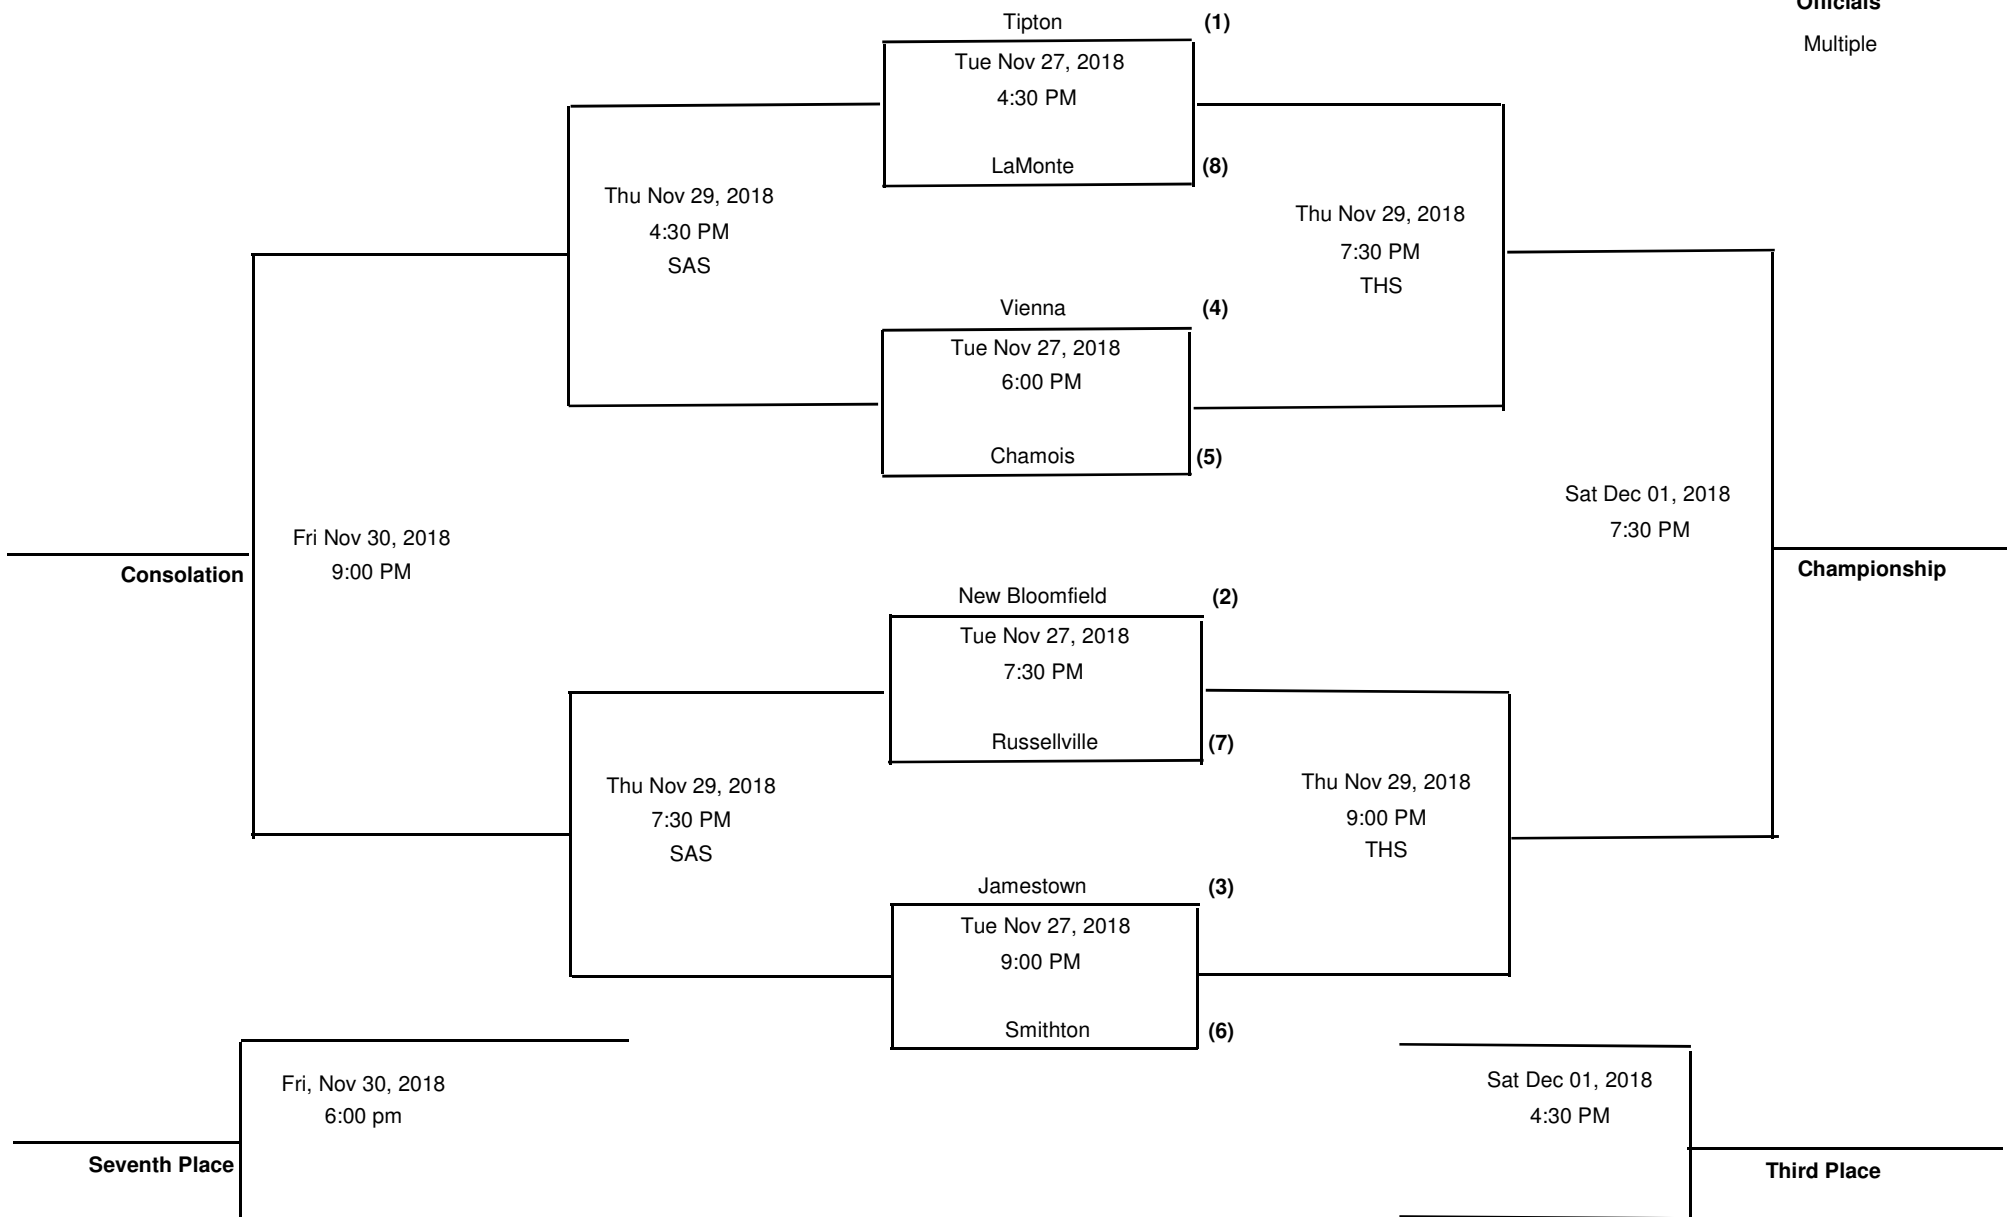 Officials
Multiple
Tipton (1)
Tue Nov 27, 2018
4:30 PM
LaMonte (8)
Thu Nov 29, 2018
4:30 PM
SAS
Thu Nov 29, 2018
7:30 PM
THS
Vienna (4)
Tue Nov 27, 2018
6:00 PM
Chamois (5)
Fri Nov 30, 2018
9:00 PM
Consolation
Sat Dec 01, 2018
7:30 PM
Championship
New Bloomfield (2)
Tue Nov 27, 2018
7:30 PM
Russellville (7)
Thu Nov 29, 2018
7:30 PM
SAS
Thu Nov 29, 2018
9:00 PM
THS
Jamestown (3)
Tue Nov 27, 2018
9:00 PM
Smithton (6)
Fri, Nov 30, 2018
6:00 pm
Seventh Place
Sat Dec 01, 2018
4:30 PM
Third Place